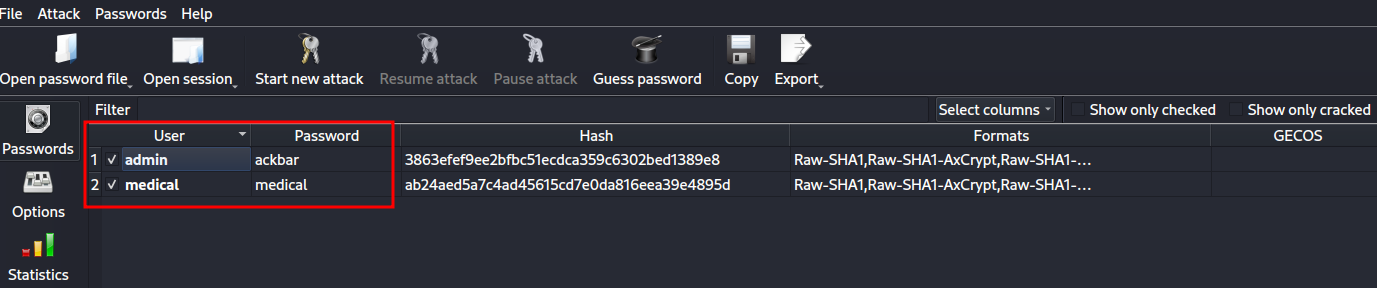 File Attack Passwords Help
Open password file Open session Start new attack Resume attack Pause attack Guess password Copy Export
Filter Select columns Show only checked Show only cracked
Passwords
Options
Statistics
User Password Hash Formats GECOS
1 admin ackbar 3863efef9ee2bfbc51ecdca359c6302bed1389e8 Raw-SHA1,Raw-SHA1-AxCrypt,Raw-SHA1-...
2 medical medical ab24aed5a7c4ad45615cd7e0da816eea39e4895d Raw-SHA1,Raw-SHA1-AxCrypt,Raw-SHA1-...